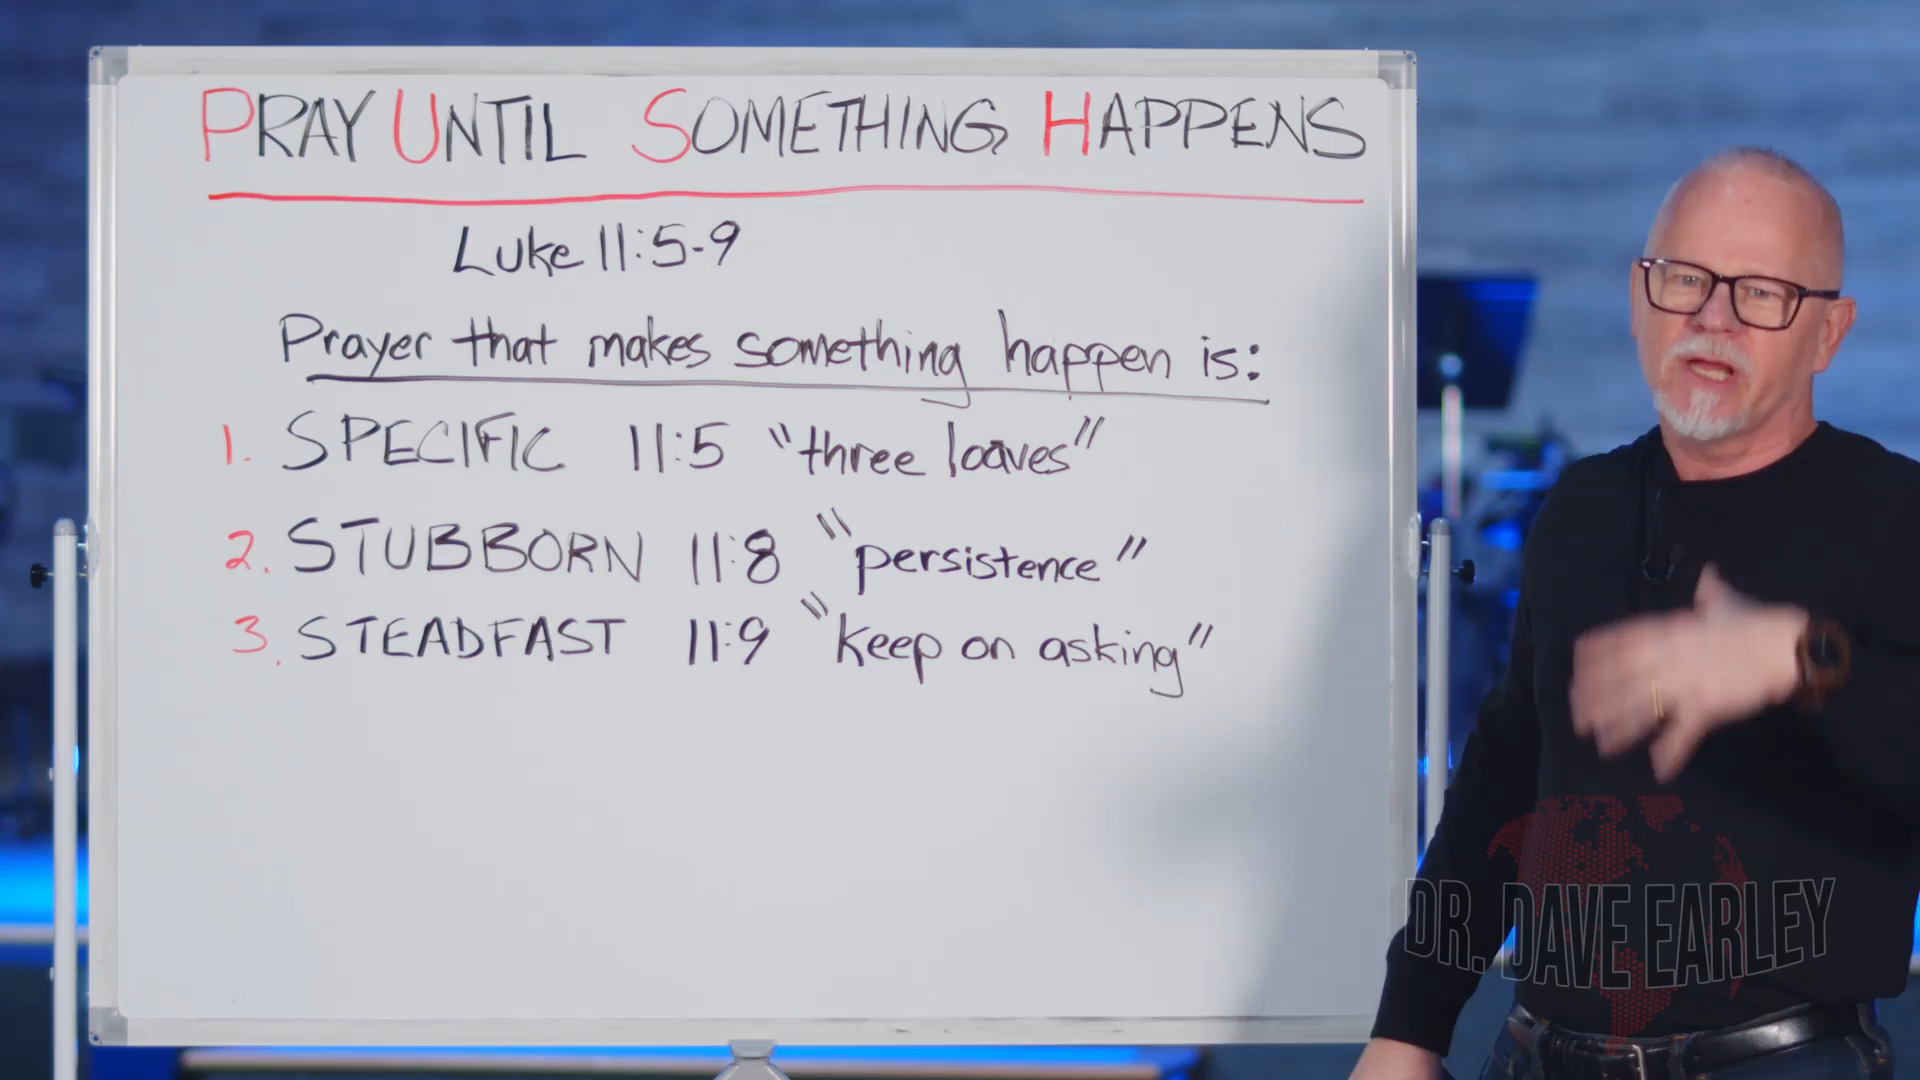 PRAY UNTIL SOMETHING HAPPENS
Luke 11:5-9
Prayer that makes something happen is:
1. SPECIFIC 11:5 "three loaves"
2. STUBBORN 11:8 "persistence"
3. STEADFAST 11:9 "keep on asking"
DR. DAVE EARLEY